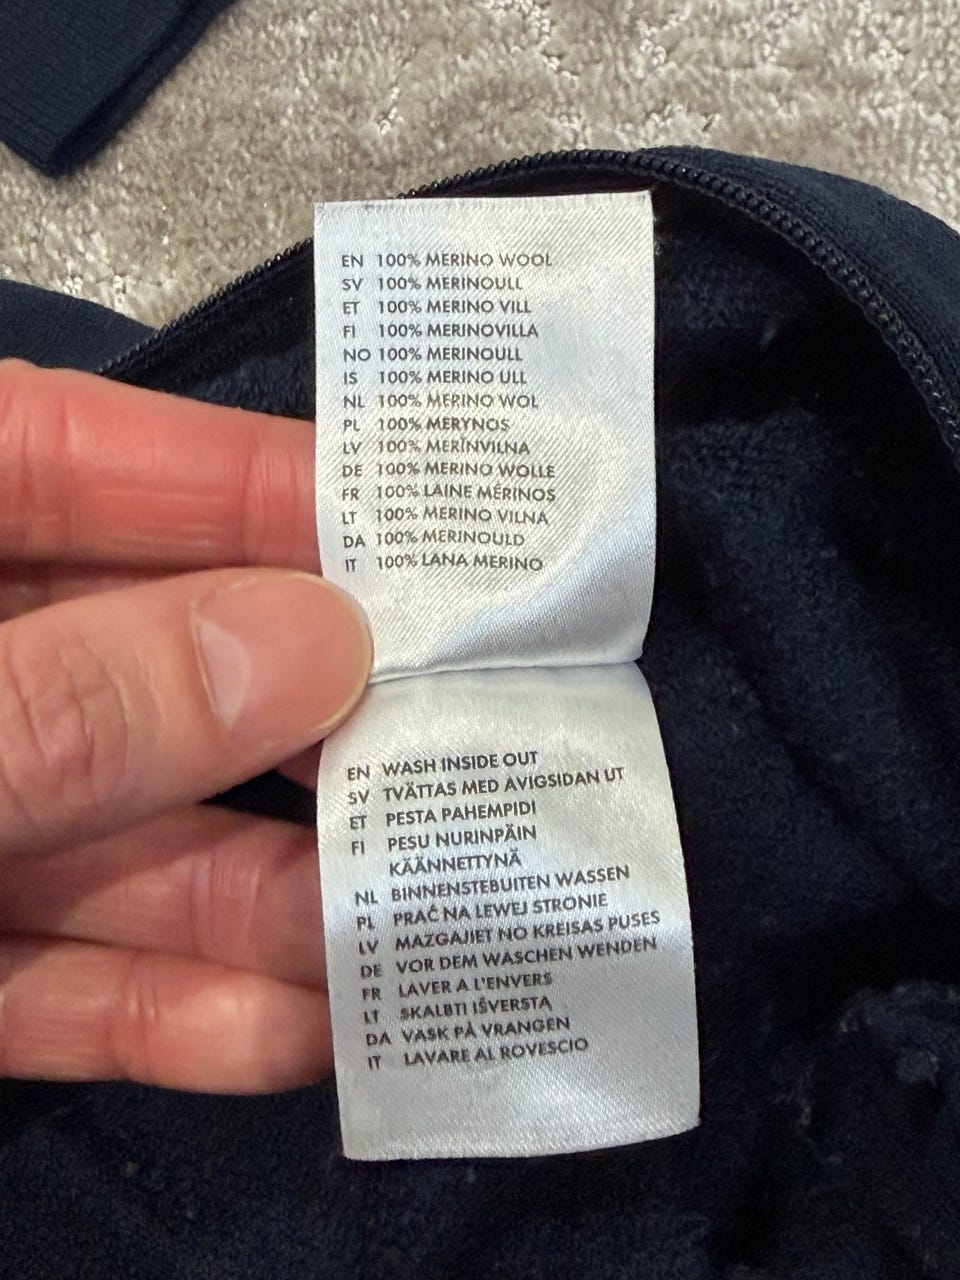 EN 100% MERINO WOOL
SV 100% MERINOULL
ET 100% MERINO VILL
FI 100% MERINOVILLA
NO 100% MERINOULL
IS 100% MERINO ULL
NL 100% MERINO WOL
PL 100% MERYNOS
LV 100% MERĪNVILNA
DE 100% MERINO WOLLE
FR 100% LAINE MÉRINOS
LT 100% MERINO VILNA
DA 100% MERINOULD
IT 100% LANA MERINO
EN WASH INSIDE OUT
SV TVÄTTAS MED AVIGSIDAN UT
ET PESTA PAHEMPIDI
FI PESU NURINPÄIN
KÄÄNNETTYNÄ
NL BINNENSTEBUITEN WASSEN
PL PRAĆ NA LEWEJ STRONIE
LV MAZGAJIET NO KREISAS PUSES
DE VOR DEM WASCHEN WENDEN
FR LAVER A L'ENVERS
LT SKALBTI IŠVERSTĄ
DA VASK PÅ VRANGEN
IT LAVARE AL ROVESCIO